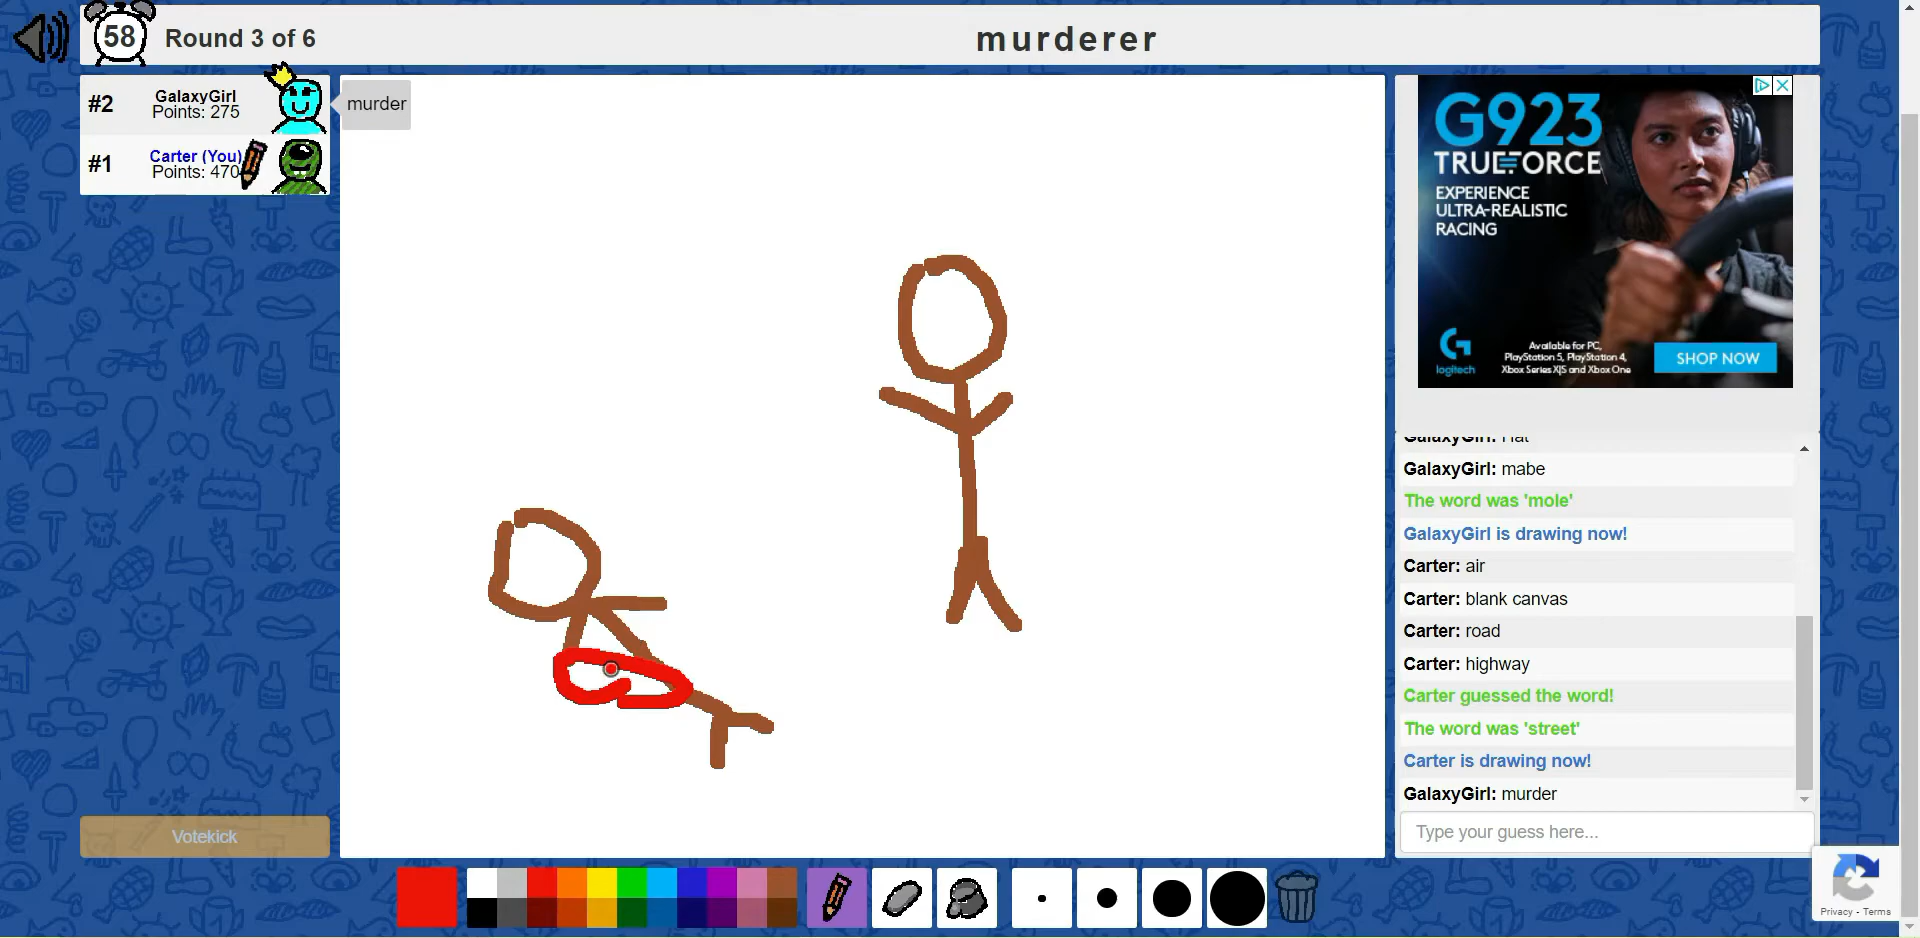 58
Round 3 of 6
murderer
#2
GalaxyGirl
Points: 275
murder
#1
Carter (You)
Points: 470
G923
TRUEFORCE
EXPERIENCE
ULTRA-REALISTIC
RACING
logitech
Available for PC,
PlayStation 5, PlayStation 4,
Xbox Series X|S and Xbox One
SHOP NOW
GalaxyGirl:
GalaxyGirl: mabe
The word was 'mole'
GalaxyGirl is drawing now!
Carter: air
Carter: blank canvas
Carter: road
Carter: highway
Carter guessed the word!
The word was 'street'
Carter is drawing now!
GalaxyGirl: murder
Type your guess here...
Votekick
Privacy - Terms